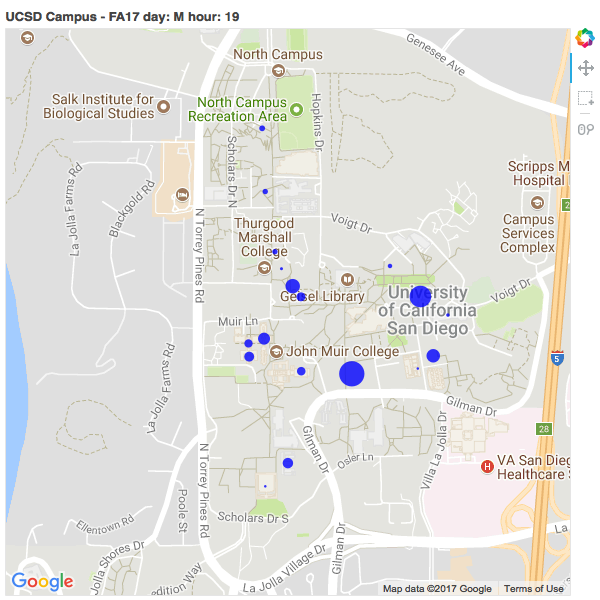 UCSD Campus - FA17 day: M hour: 19
Genesee Ave
North Campus
Salk Institute for
Biological Studies
North Campus
Recreation Area
Hopkins Dr
Scholars Dr N
Scripps M
Hospital
La Jolla Farms Rd
Blackgold Rd
N Torrey Pines Rd
Voigt Dr
Thurgood
Marshall
College
Campus
Services
Complex
Geisel Library
University
of California
San Diego
Voigt Dr
Muir Ln
John Muir College
5
La Jolla Farms Rd
Gilman Dr
Gilman Dr
Villa La Jolla Dr
28
N Torrey Pines Rd
Osler Ln
H
VA San Dieg
Healthcare
Poole St
Ellentown Rd
Scholars Dr S
La Jolla Shores Dr
Gilman Dr
La
La Jolla Village Dr
edition Way
Google
Map data ©2017 Google
Terms of Use